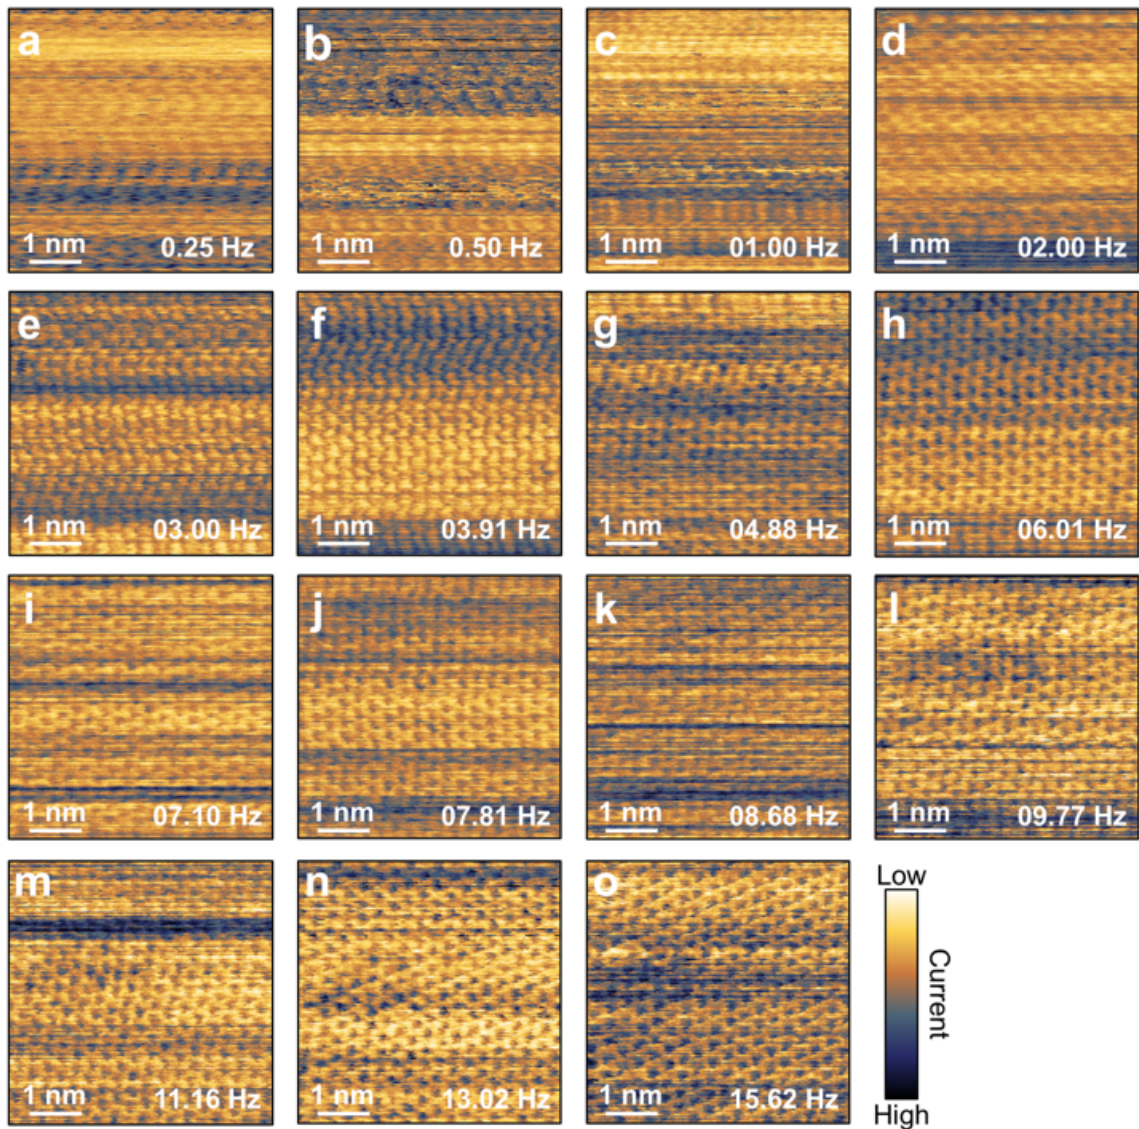 a
b
c
d
1 nm 0.25 Hz
1 nm 0.50 Hz
1 nm 01.00 Hz
1 nm 02.00 Hz
e
f
g
h
1 nm 03.00 Hz
1 nm 03.91 Hz
1 nm 04.88 Hz
1 nm 06.01 Hz
i
j
k
l
1 nm 07.10 Hz
1 nm 07.81 Hz
1 nm 08.68 Hz
1 nm 09.77 Hz
m
n
o
1 nm 11.16 Hz
1 nm 13.02 Hz
1 nm 15.62 Hz
Low
Current
High